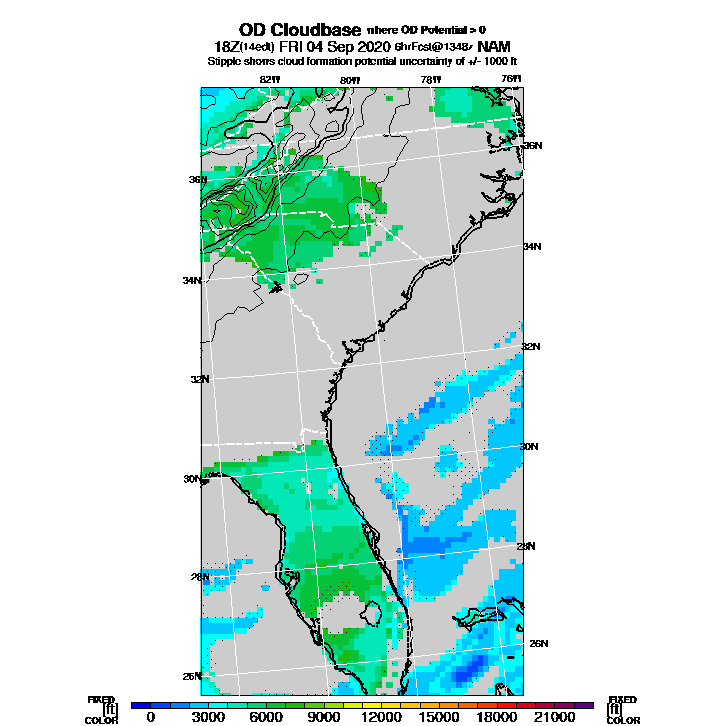 OD Cloudbase where OD Potential > 0
18Z(14edt) FRI 04 Sep 2020 6hrFcst@1348z NAM
Stipple shows cloud formation potential uncertainty of +/- 1000 ft
82W 80W 78W 76W
36N
36N
34N
34N
32N
32N
30N
30N
28N
28N
26N
26N
FIXED FIXED
[ft] [ft]
COLOR COLOR
0 3000 6000 9000 12000 15000 18000 21000